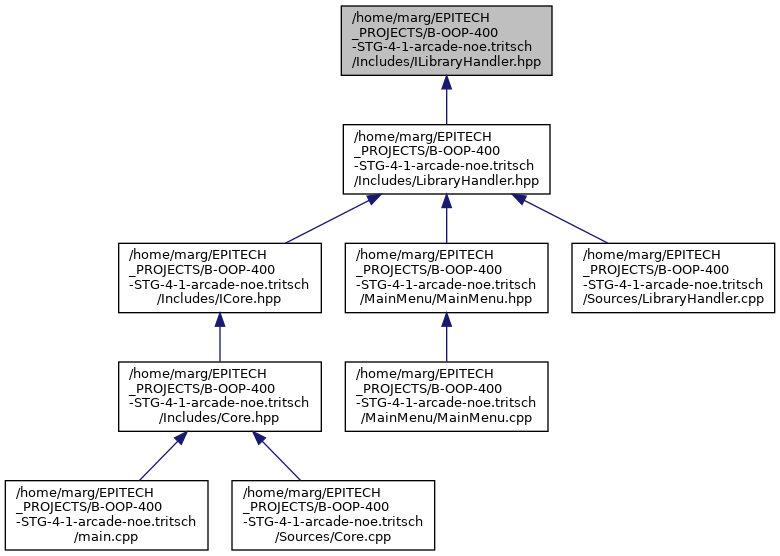 /home/marg/EPITECH
_PROJECTS/B-OOP-400
-STG-4-1-arcade-noe.tritsch
/Includes/ILibraryHandler.hpp
/home/marg/EPITECH
_PROJECTS/B-OOP-400
-STG-4-1-arcade-noe.tritsch
/Includes/LibraryHandler.hpp
/home/marg/EPITECH
_PROJECTS/B-OOP-400
-STG-4-1-arcade-noe.tritsch
/Includes/ICore.hpp
/home/marg/EPITECH
_PROJECTS/B-OOP-400
-STG-4-1-arcade-noe.tritsch
/MainMenu/MainMenu.hpp
/home/marg/EPITECH
_PROJECTS/B-OOP-400
-STG-4-1-arcade-noe.tritsch
/Sources/LibraryHandler.cpp
/home/marg/EPITECH
_PROJECTS/B-OOP-400
-STG-4-1-arcade-noe.tritsch
/Includes/Core.hpp
/home/marg/EPITECH
_PROJECTS/B-OOP-400
-STG-4-1-arcade-noe.tritsch
/MainMenu/MainMenu.cpp
/home/marg/EPITECH
_PROJECTS/B-OOP-400
-STG-4-1-arcade-noe.tritsch
/main.cpp
/home/marg/EPITECH
_PROJECTS/B-OOP-400
-STG-4-1-arcade-noe.tritsch
/Sources/Core.cpp